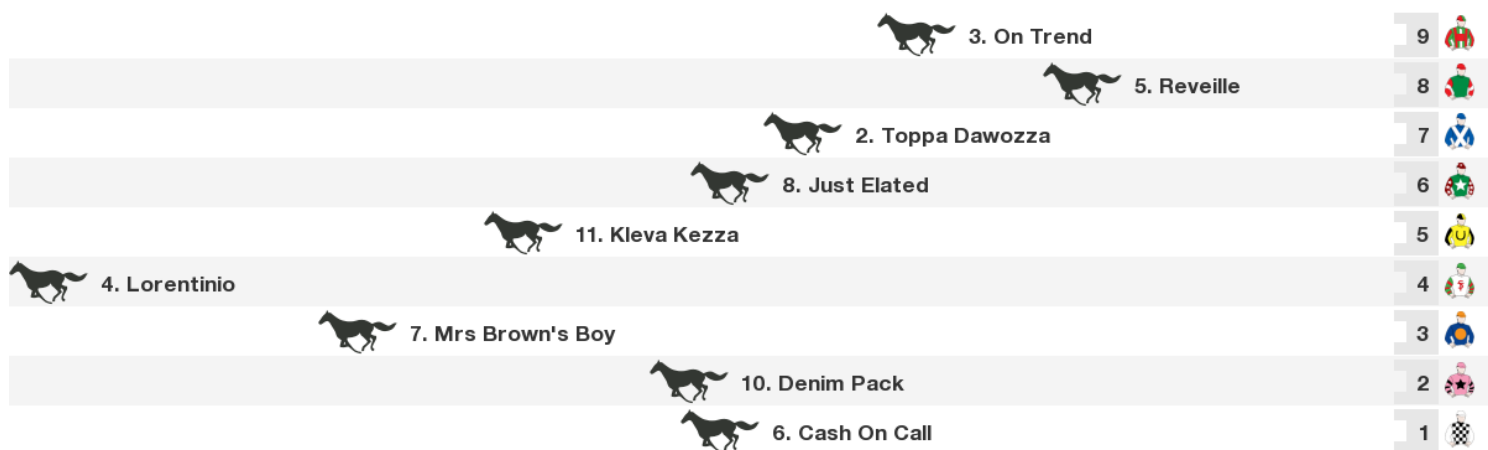 3. On Trend 9
5. Reveille 8
2. Toppa Dawozza 7
8. Just Elated 6
11. Kleva Kezza 5
4. Lorentinio 4
7. Mrs Brown's Boy 3
10. Denim Pack 2
6. Cash On Call 1